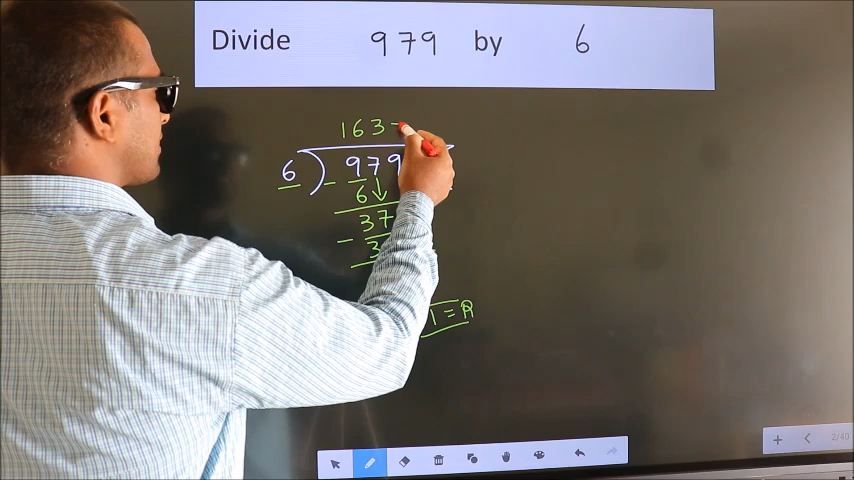 Divide 979 by 6
163
6 ) 979
- 6 ↓
37
- 3
1 = R
2/40